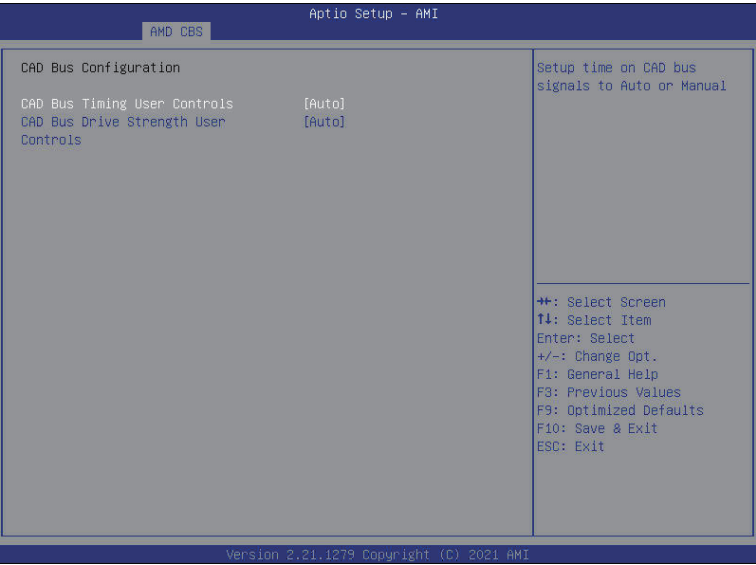 Aptio Setup – AMI
AMD CBS
CAD Bus Configuration
CAD Bus Timing User Controls [Auto]
CAD Bus Drive Strength User [Auto]
Controls
Setup time on CAD bus
signals to Auto or Manual
→←: Select Screen
↑↓: Select Item
Enter: Select
+/-: Change Opt.
F1: General Help
F3: Previous Values
F9: Optimized Defaults
F10: Save & Exit
ESC: Exit
Version 2.21.1279 Copyright (C) 2021 AMI